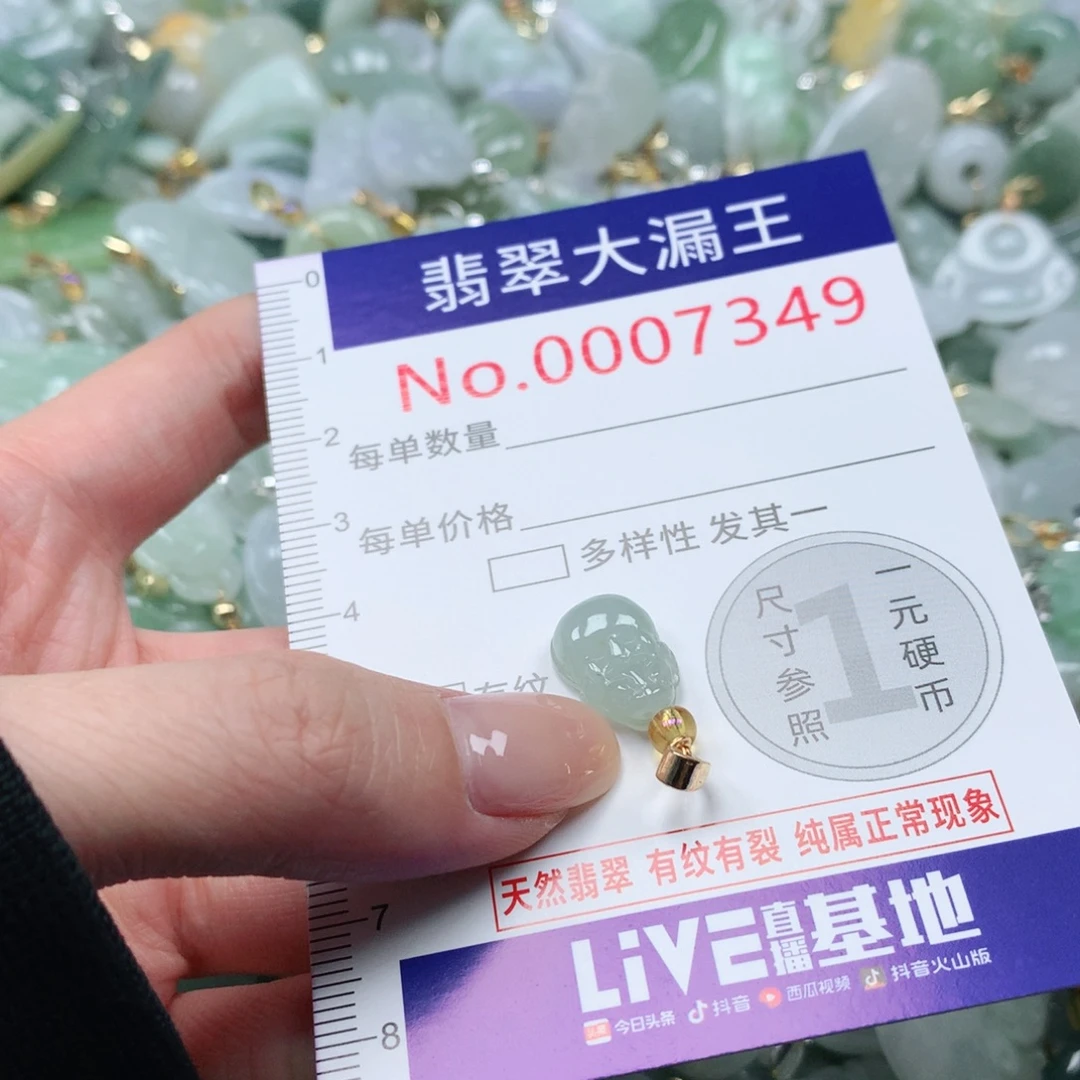 翡翠大漏王
No.0007349
每单数量
每单价格
多样性 发其一
有纹
尺寸参照
1
一元硬币
天然翡翠 有纹有裂 纯属正常现象
LiVE直播基地
今日头条 抖音 西瓜视频 抖音火山版
0
1
2
3
4
7
8